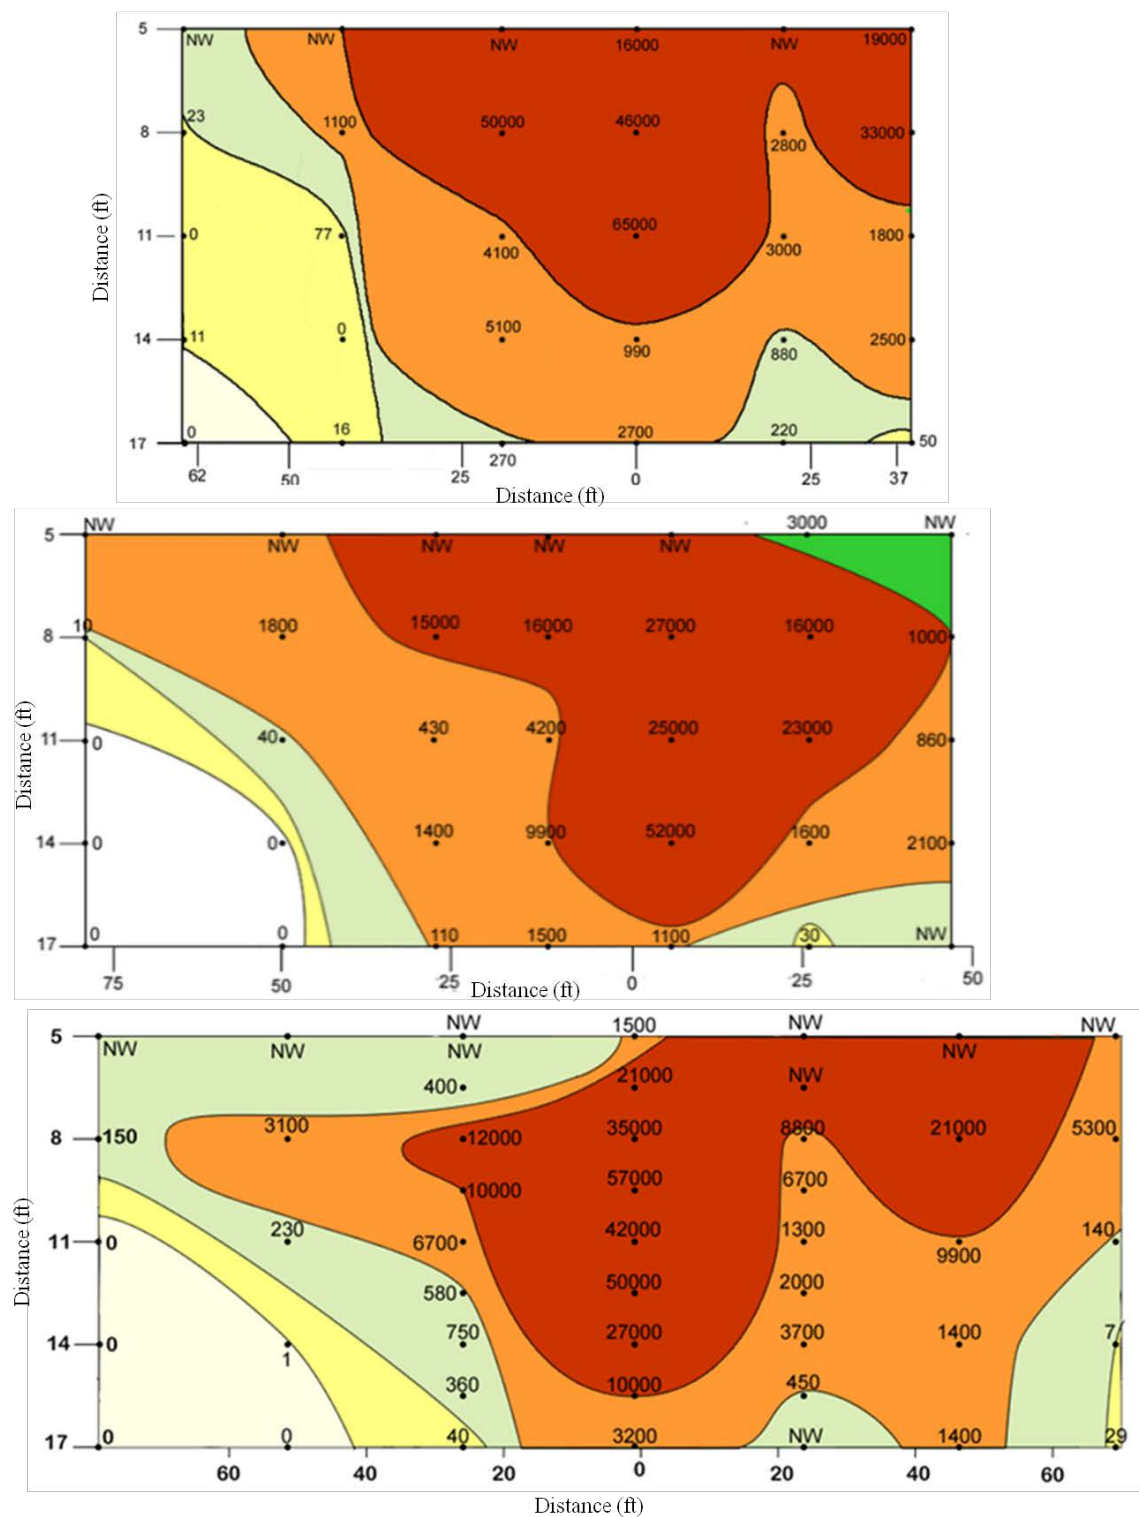 5 NW NW NW 16000 NW 19000
23
8 1100 50000 46000 2800 33000
11 0 77 4100 65000 3000 1800
14 11 0 5100 990 880 2500
17 0 16 270 2700 220 50
62 50 25 0 25 37
Distance (ft)
Distance (ft)
NW 3000 NW
5 NW NW NW NW
10
8 1800 15000 16000 27000 16000 1000
11 0 40 430 4200 25000 23000 860
14 0 0 1400 9900 52000 1600 2100
17 0 0 110 1500 1100 30 NW
75 50 25 0 25 50
Distance (ft)
Distance (ft)
NW 1500 NW NW
5 NW NW NW NW
400 21000 NW
8 150 3100 12000 35000 8800 21000 5300
10000 57000 6700
11 0 230 6700 42000 1300 9900 140
580 50000 2000
14 0 1 750 27000 3700 1400 7
360 10000 450
17 0 0 40 3200 NW 1400 29
60 40 20 0 20 40 60
Distance (ft)
Distance (ft)